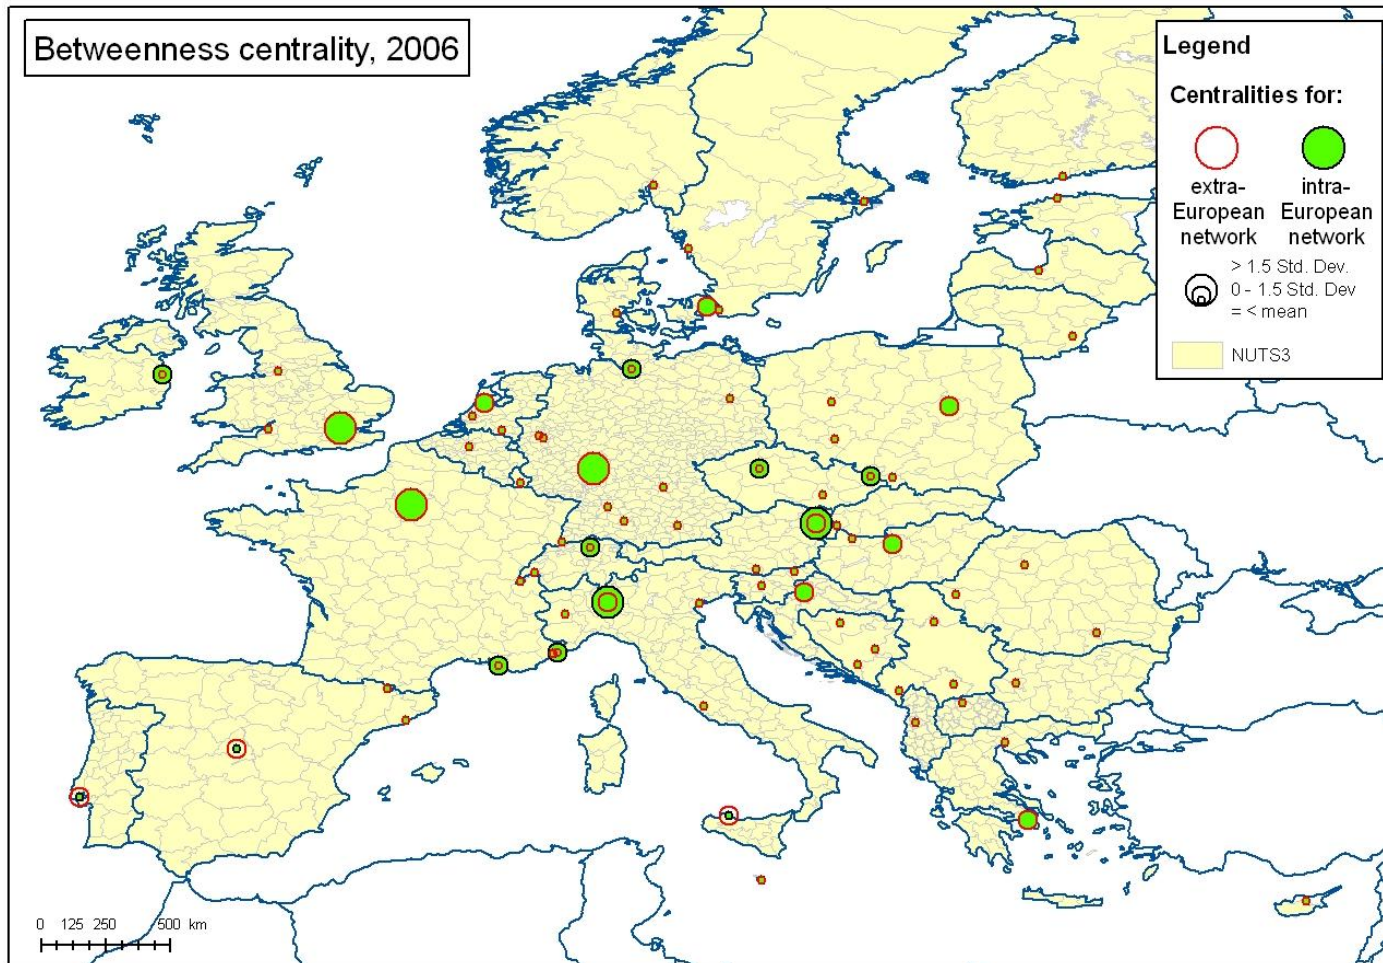 Betweenness centrality, 2006
Legend
Centralities for:
extra-
European
network
intra-
European
network
> 1.5 Std. Dev.
0 - 1.5 Std. Dev
= < mean
NUTS3
0 125 250 500 km